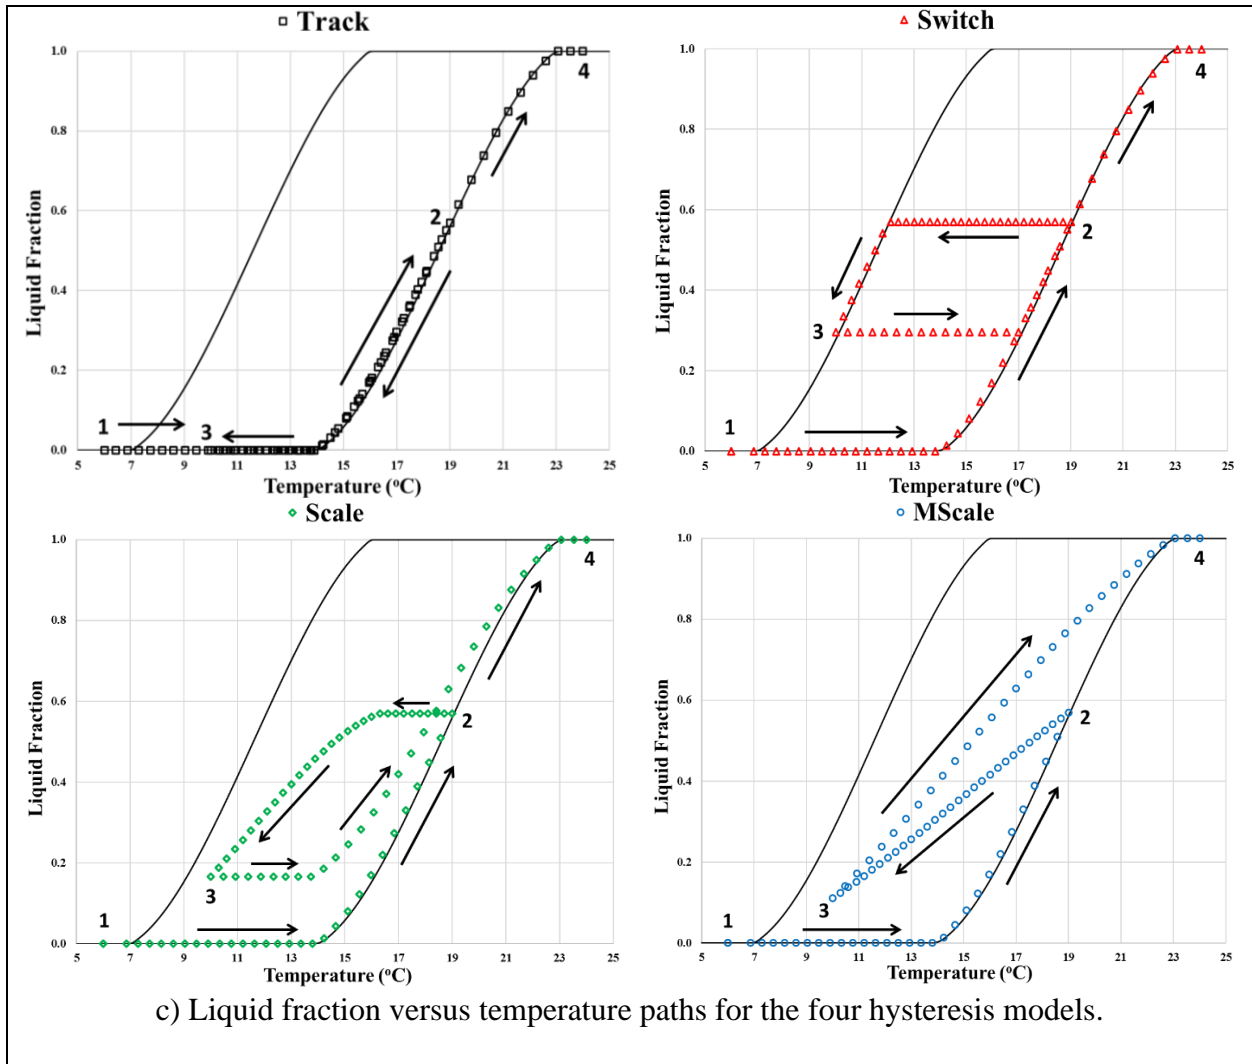 □ Track
1.0
0.8
0.6
0.4
0.2
0.0
Liquid Fraction
1
2
3
4
5 7 9 11 13 15 17 19 21 23 25
Temperature (°C)
△ Switch
1.0
0.8
0.6
0.4
0.2
0.0
Liquid Fraction
1
2
3
4
5 7 9 11 13 15 17 19 21 23 25
Temperature (°C)
◇ Scale
1.0
0.8
0.6
0.4
0.2
0.0
Liquid Fraction
1
2
3
4
5 7 9 11 13 15 17 19 21 23 25
Temperature (°C)
○ MScale
1.0
0.8
0.6
0.4
0.2
0.0
Liquid Fraction
1
2
3
4
5 7 9 11 13 15 17 19 21 23 25
Temperature (°C)
c) Liquid fraction versus temperature paths for the four hysteresis models.